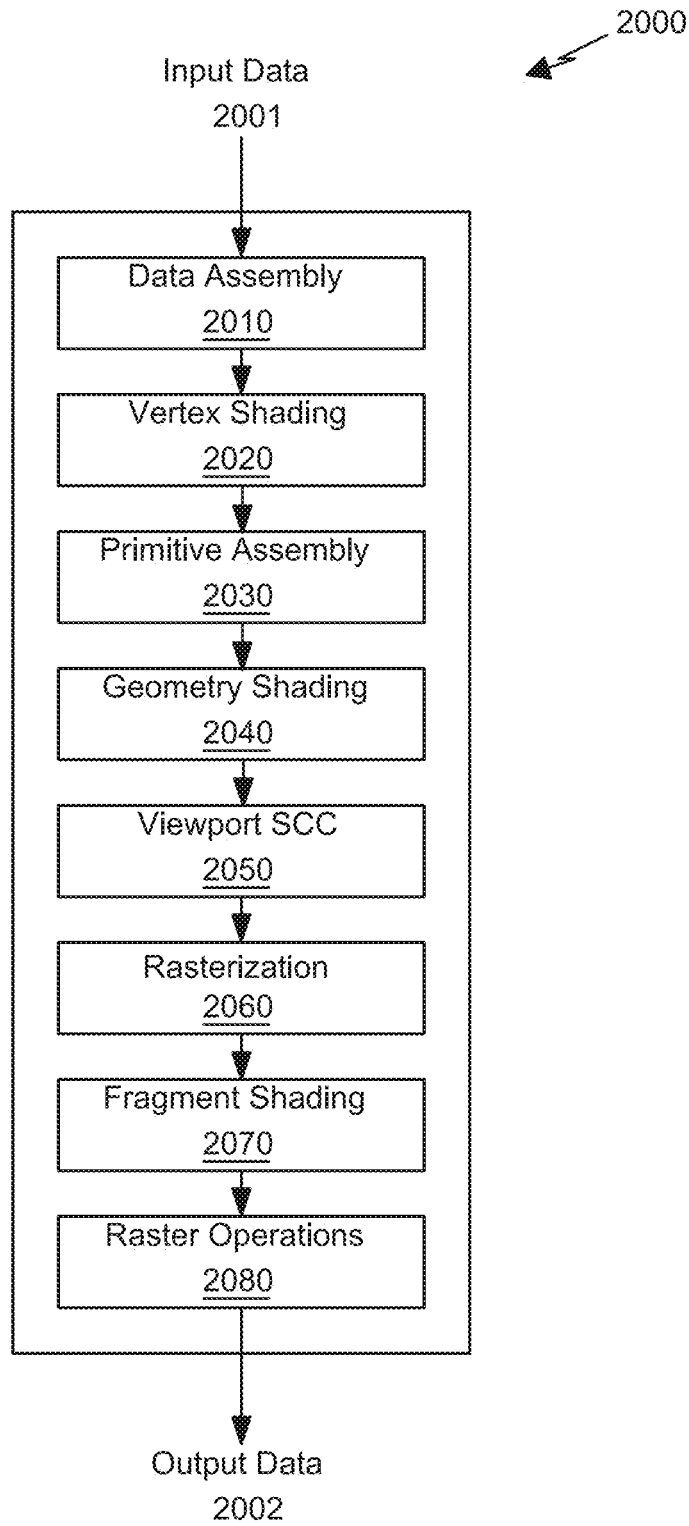 2000
Input Data
2001
Data Assembly
2010
Vertex Shading
2020
Primitive Assembly
2030
Geometry Shading
2040
Viewport SCC
2050
Rasterization
2060
Fragment Shading
2070
Raster Operations
2080
Output Data
2002